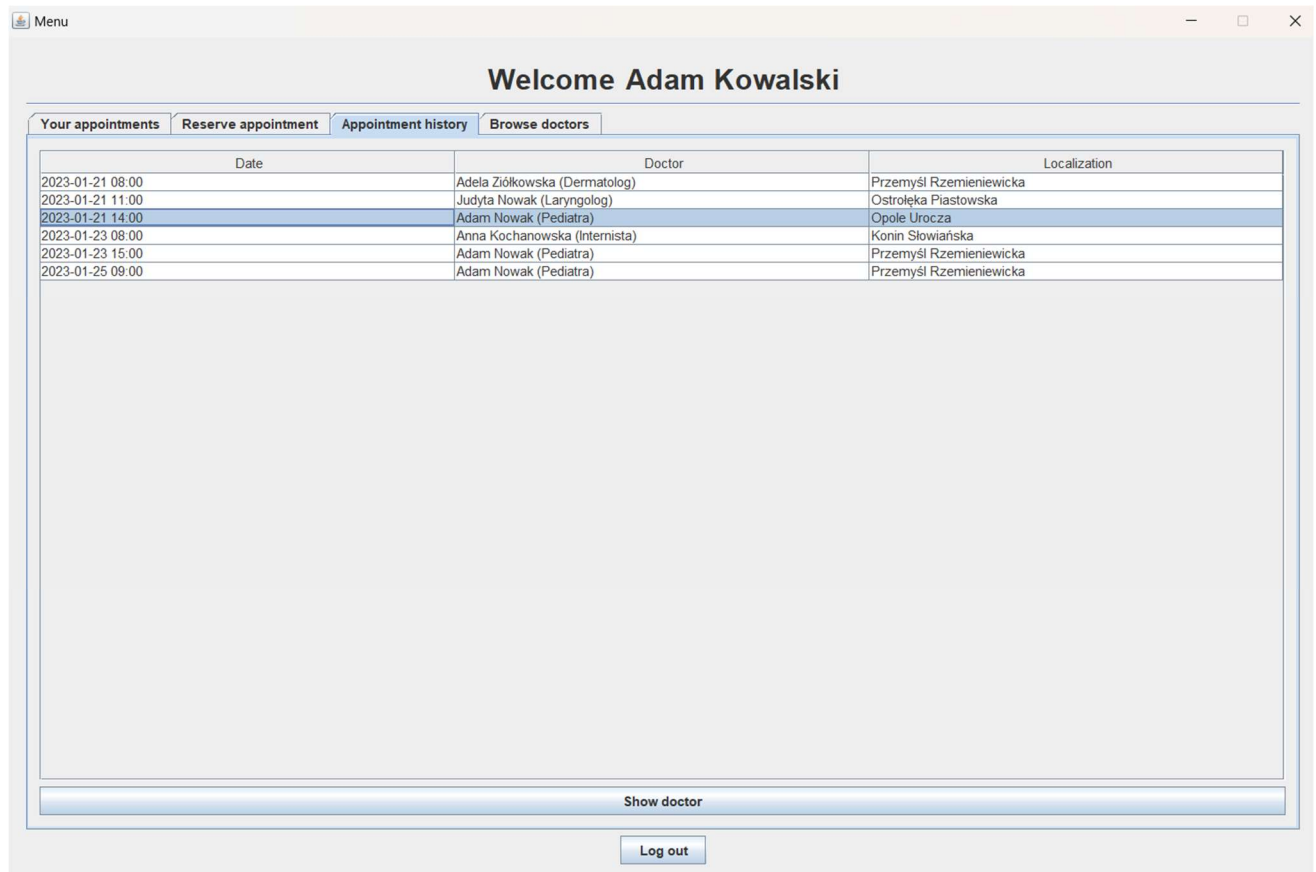 Menu
Welcome Adam Kowalski
Your appointments Reserve appointment Appointment history Browse doctors
Date Doctor Localization
2023-01-21 08:00 Adela Ziółkowska (Dermatolog) Przemyśl Rzemieniewicka
2023-01-21 11:00 Judyta Nowak (Laryngolog) Ostrołęka Piastowska
2023-01-21 14:00 Adam Nowak (Pediatra) Opole Urocza
2023-01-23 08:00 Anna Kochanowska (Internista) Konin Słowiańska
2023-01-23 15:00 Adam Nowak (Pediatra) Przemyśl Rzemieniewicka
2023-01-25 09:00 Adam Nowak (Pediatra) Przemyśl Rzemieniewicka
Show doctor
Log out